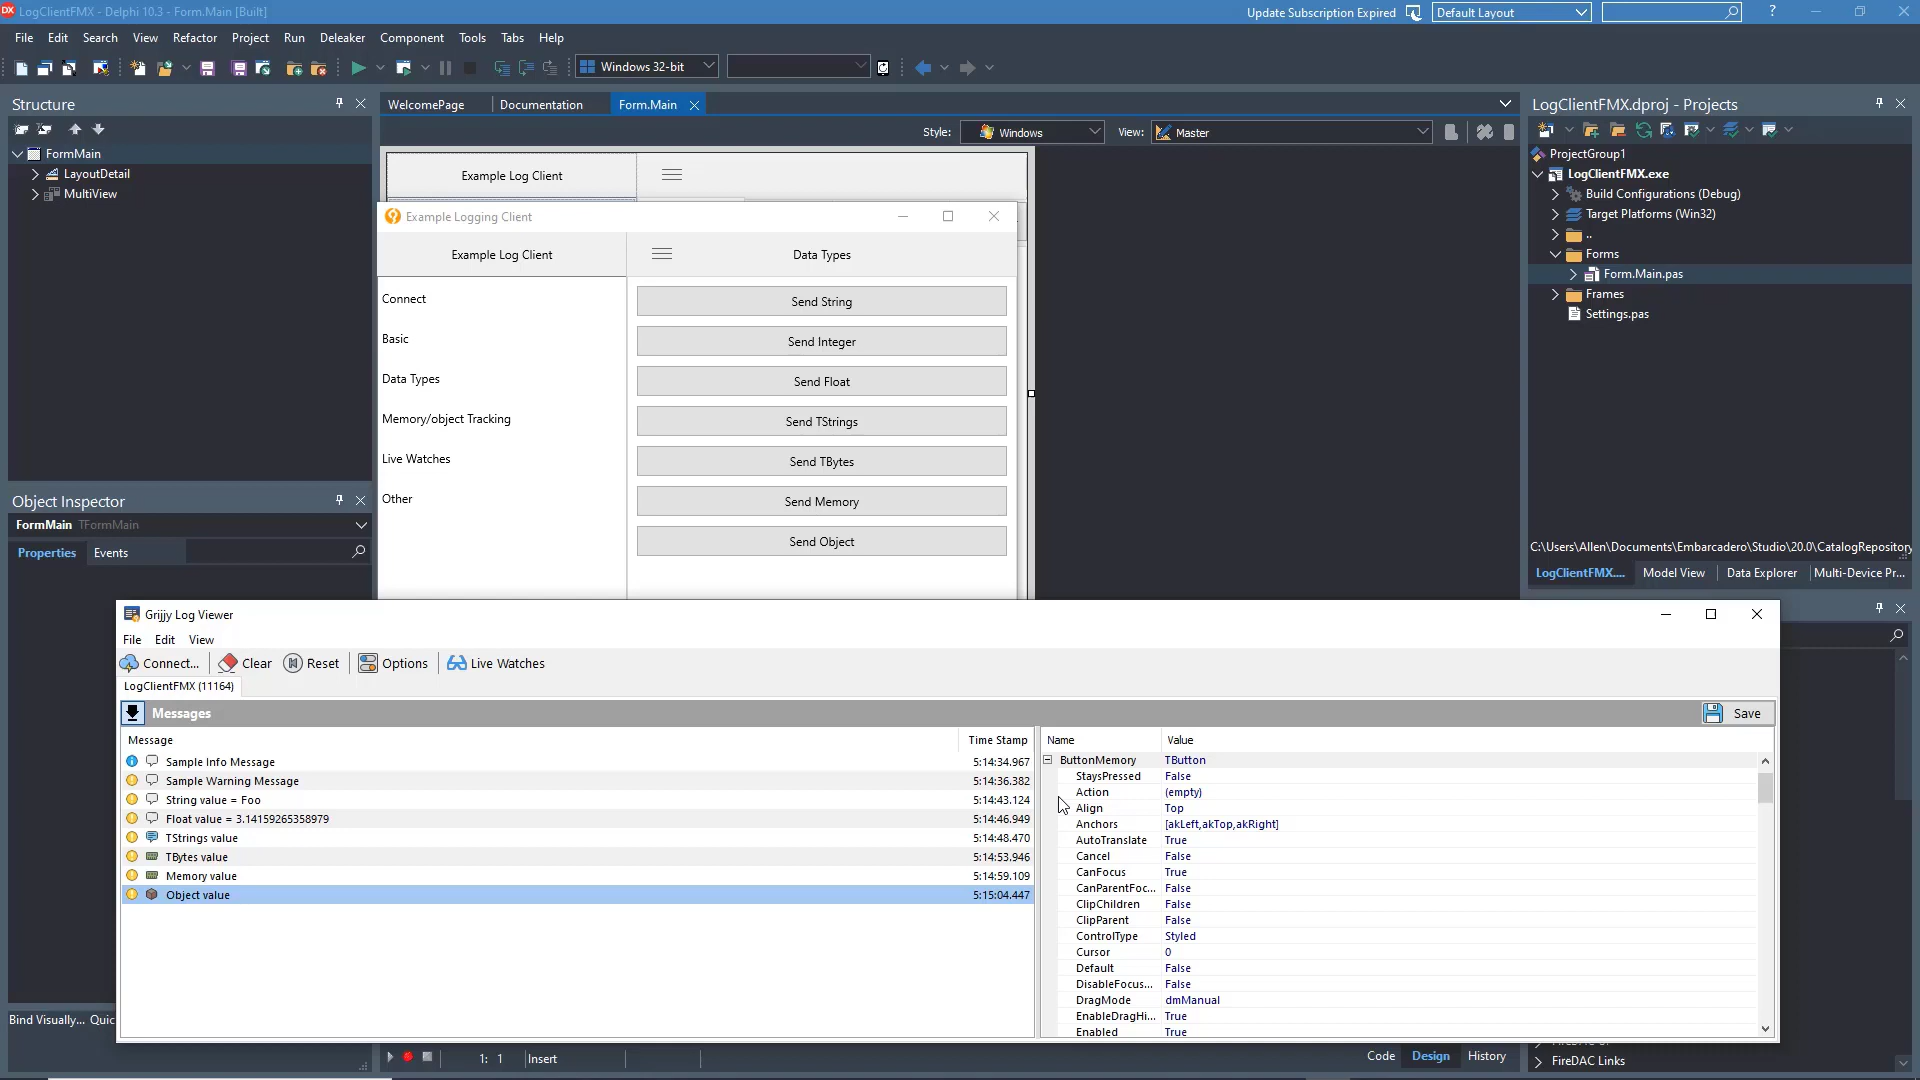 LogClientFMX - Delphi 10.3 - Form.Main [Built]
Update Subscription Expired
Default Layout
?
File Edit Search View Refactor Project Run Deleaker Component Tools Tabs Help
Windows 32-bit
Structure
FormMain
LayoutDetail
MultiView
WelcomePage Documentation Form.Main
Style: Windows View: Master
Example Log Client
Example Logging Client
Example Log Client
Data Types
Connect
Basic
Data Types
Memory/object Tracking
Live Watches
Other
Send String
Send Integer
Send Float
Send TStrings
Send TBytes
Send Memory
Send Object
LogClientFMX.dproj - Projects
ProjectGroup1
LogClientFMX.exe
Build Configurations (Debug)
Target Platforms (Win32)
..
Forms
Form.Main.pas
Frames
Settings.pas
C:\Users\Allen\Documents\Embarcadero\Studio\20.0\CatalogRepository
LogClientFMX.... Model View Data Explorer Multi-Device Pr...
Object Inspector
FormMain TFormMain
Properties Events
Grijjy Log Viewer
File Edit View
Connect... Clear Reset Options Live Watches
LogClientFMX (11164)
Messages
Save
Message Time Stamp
Sample Info Message 5:14:34.967
Sample Warning Message 5:14:36.382
String value = Foo 5:14:43.124
Float value = 3.14159265358979 5:14:46.949
TStrings value 5:14:48.470
TBytes value 5:14:53.946
Memory value 5:14:59.109
Object value 5:15:04.447
Name Value
ButtonMemory TButton
StaysPressed False
Action (empty)
Align Top
Anchors [akLeft,akTop,akRight]
AutoTranslate True
Cancel False
CanFocus True
CanParentFoc... False
ClipChildren False
ClipParent False
ControlType Styled
Cursor 0
Default False
DisableFocus... False
DragMode dmManual
EnableDragHi... True
Enabled True
Bind Visually... Quic
1: 1 Insert
Code Design History
FireDAC Links